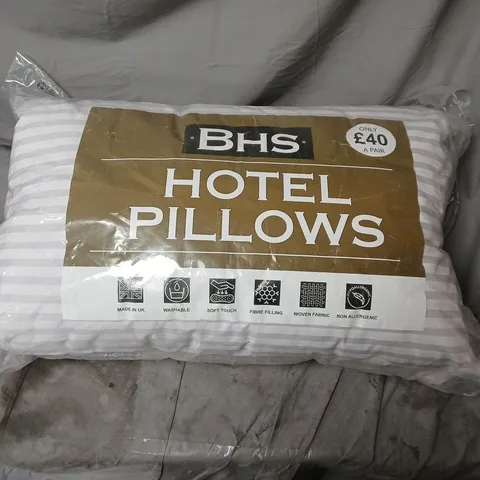 BHS
ONLY
£40
A PAIR
HOTEL
PILLOWS
MADE IN UK
WASHABLE
SOFT TOUCH
FIBRE FILLING
WOVEN FABRIC
NON ALLERGENIC